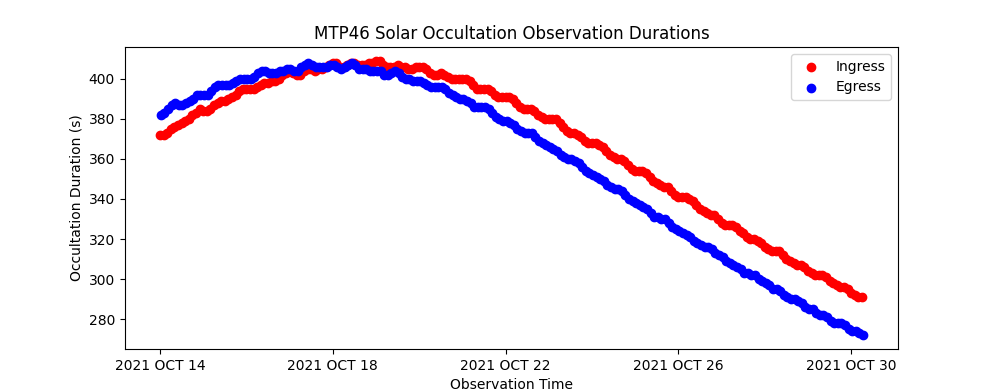 MTP46 Solar Occultation Observation Durations
Ingress
Egress
Occultation Duration (s)
400
380
360
340
320
300
280
2021 OCT 14
2021 OCT 18
2021 OCT 22
2021 OCT 26
2021 OCT 30
Observation Time